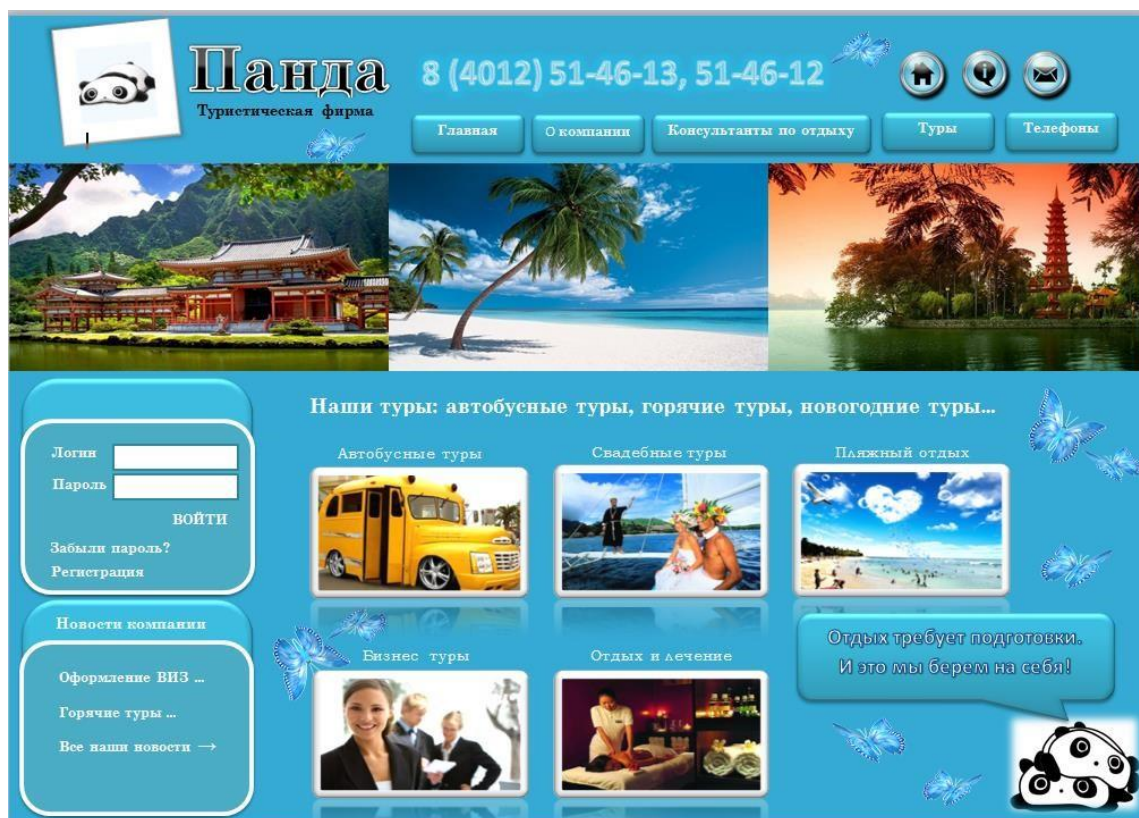 Панда
Туристическая фирма
8 (4012) 51-46-13, 51-46-12
Главная
О компании
Консультанты по отдыху
Туры
Телефоны
Наши туры: автобусные туры, горячие туры, новогодние туры...
Логин
Пароль
ВОЙТИ
Забыли пароль?
Регистрация
Новости компании
Оформление ВИЗ ...
Горячие туры ...
Все наши новости →
Автобусные туры
Свадебные туры
Пляжный отдых
Бизнес туры
Отдых и лечение
Отдых требует подготовки.
И это мы берем на себя!